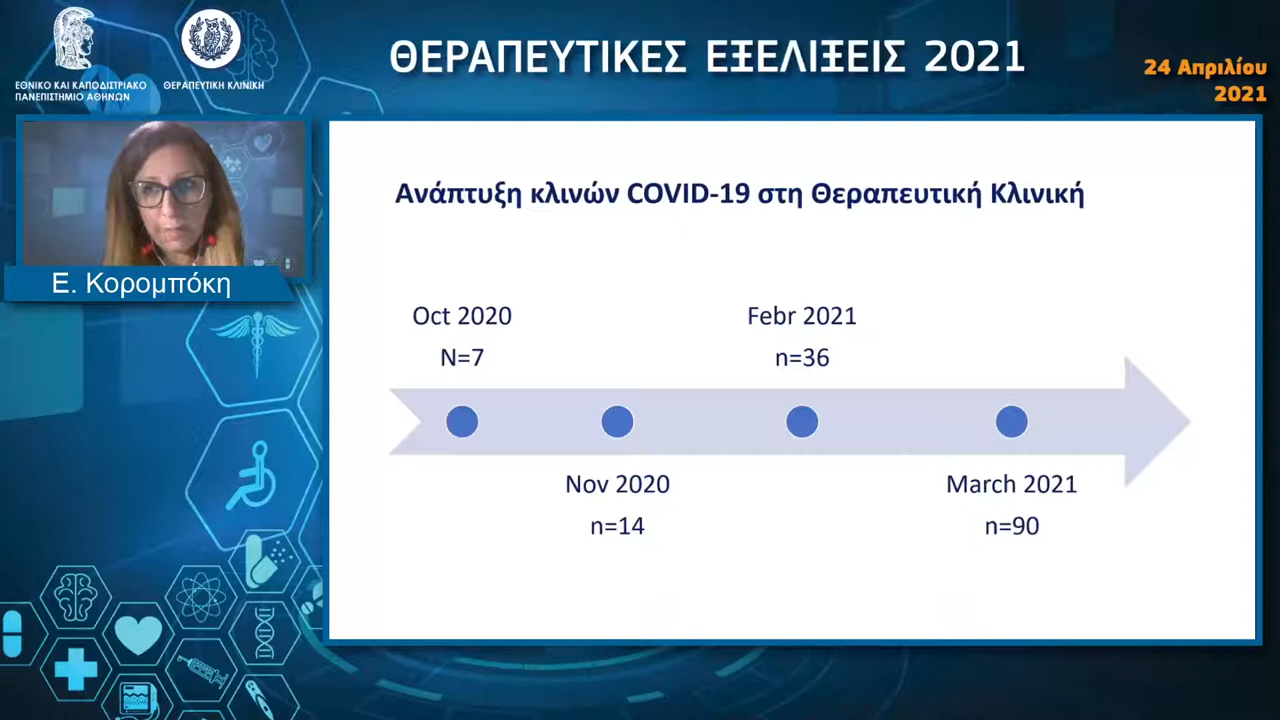 ΕΘΝΙΚΟ ΚΑΙ ΚΑΠΟΔΙΣΤΡΙΑΚΟ
ΠΑΝΕΠΙΣΤΗΜΙΟ ΑΘΗΝΩΝ
ΘΕΡΑΠΕΥΤΙΚΗ ΚΛΙΝΙΚΗ
ΘΕΡΑΠΕΥΤΙΚΕΣ ΕΞΕΛΙΞΕΙΣ 2021
24 Απριλίου
2021
Ε. Κορομπόκη
Ανάπτυξη κλινών COVID-19 στη Θεραπευτική Κλινική
Oct 2020
N=7
Febr 2021
n=36
Nov 2020
n=14
March 2021
n=90